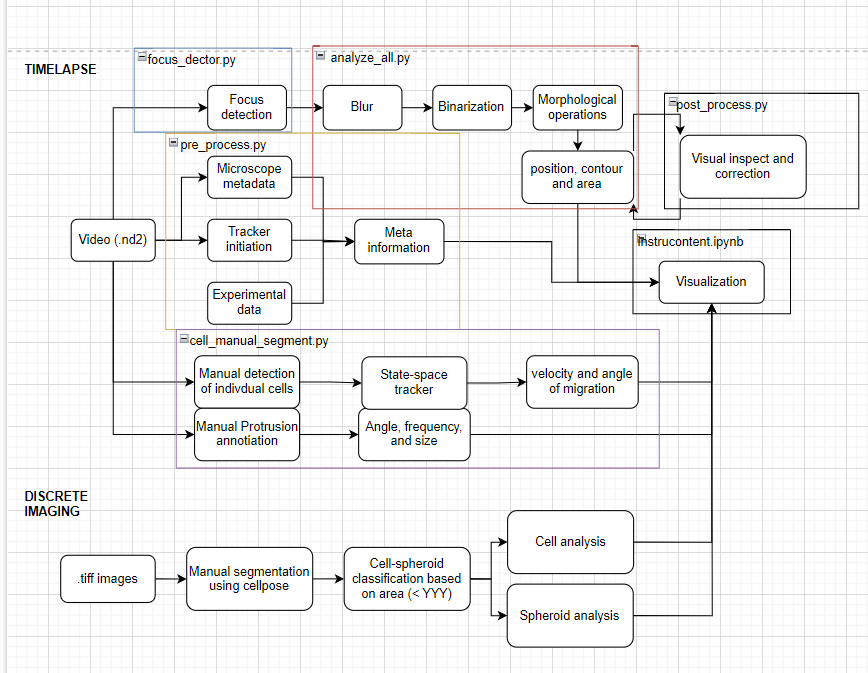 TIMELAPSE
focus_dector.py
analyze_all.py
Focus
detection
Blur
Binarization
Morphological
operations
post_process.py
pre_process.py
Microscope
metadata
position, contour
and area
Visual inspect and
correction
Video (.nd2)
Tracker
initiation
Meta
information
Instrucontent.ipynb
Visualization
Experimental
data
cell_manual_segment.py
Manual detection
of indivdual cells
State-space
tracker
velocity and angle
of migration
Manual Protrusion
annotiation
Angle, frequency,
and size
DISCRETE
IMAGING
.tiff images
Manual segmentation
using cellpose
Cell-spheroid
classification based
on area (< YYY)
Cell analysis
Spheroid analysis